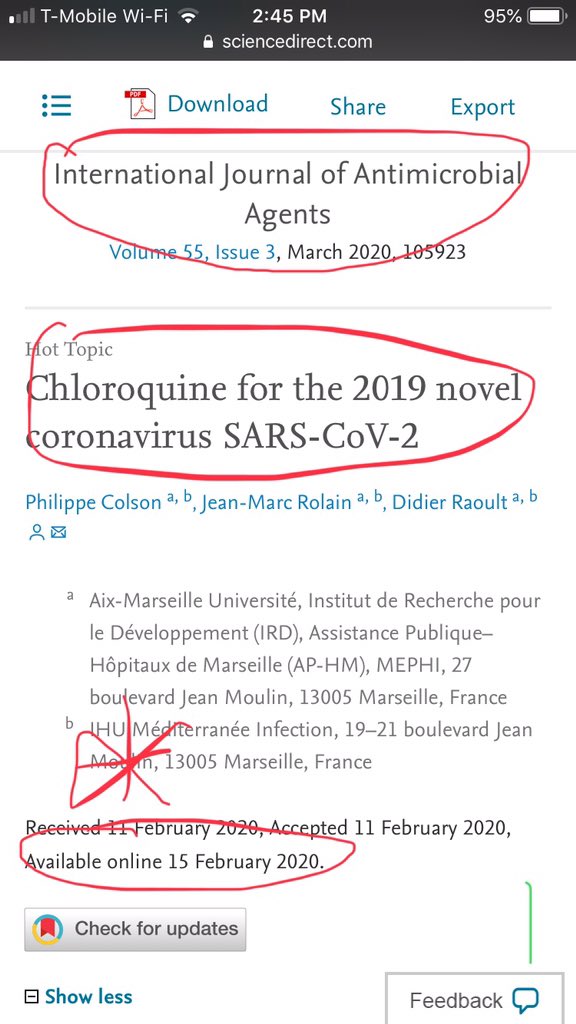 T-Mobile Wi-Fi 2:45 PM 95%
sciencedirect.com
PDF Download Share Export
International Journal of Antimicrobial
Agents
Volume 55, Issue 3, March 2020, 105923
Hot Topic
Chloroquine for the 2019 novel
coronavirus SARS-CoV-2
Philippe Colson a, b, Jean-Marc Rolain a, b, Didier Raoult a, b
a Aix-Marseille Université, Institut de Recherche pour
le Développement (IRD), Assistance Publique–
Hôpitaux de Marseille (AP-HM), MEPHI, 27
boulevard Jean Moulin, 13005 Marseille, France
b IHU Méditerranée Infection, 19–21 boulevard Jean
Moulin, 13005 Marseille, France
Received 11 February 2020, Accepted 11 February 2020,
Available online 15 February 2020.
Check for updates
Show less
Feedback